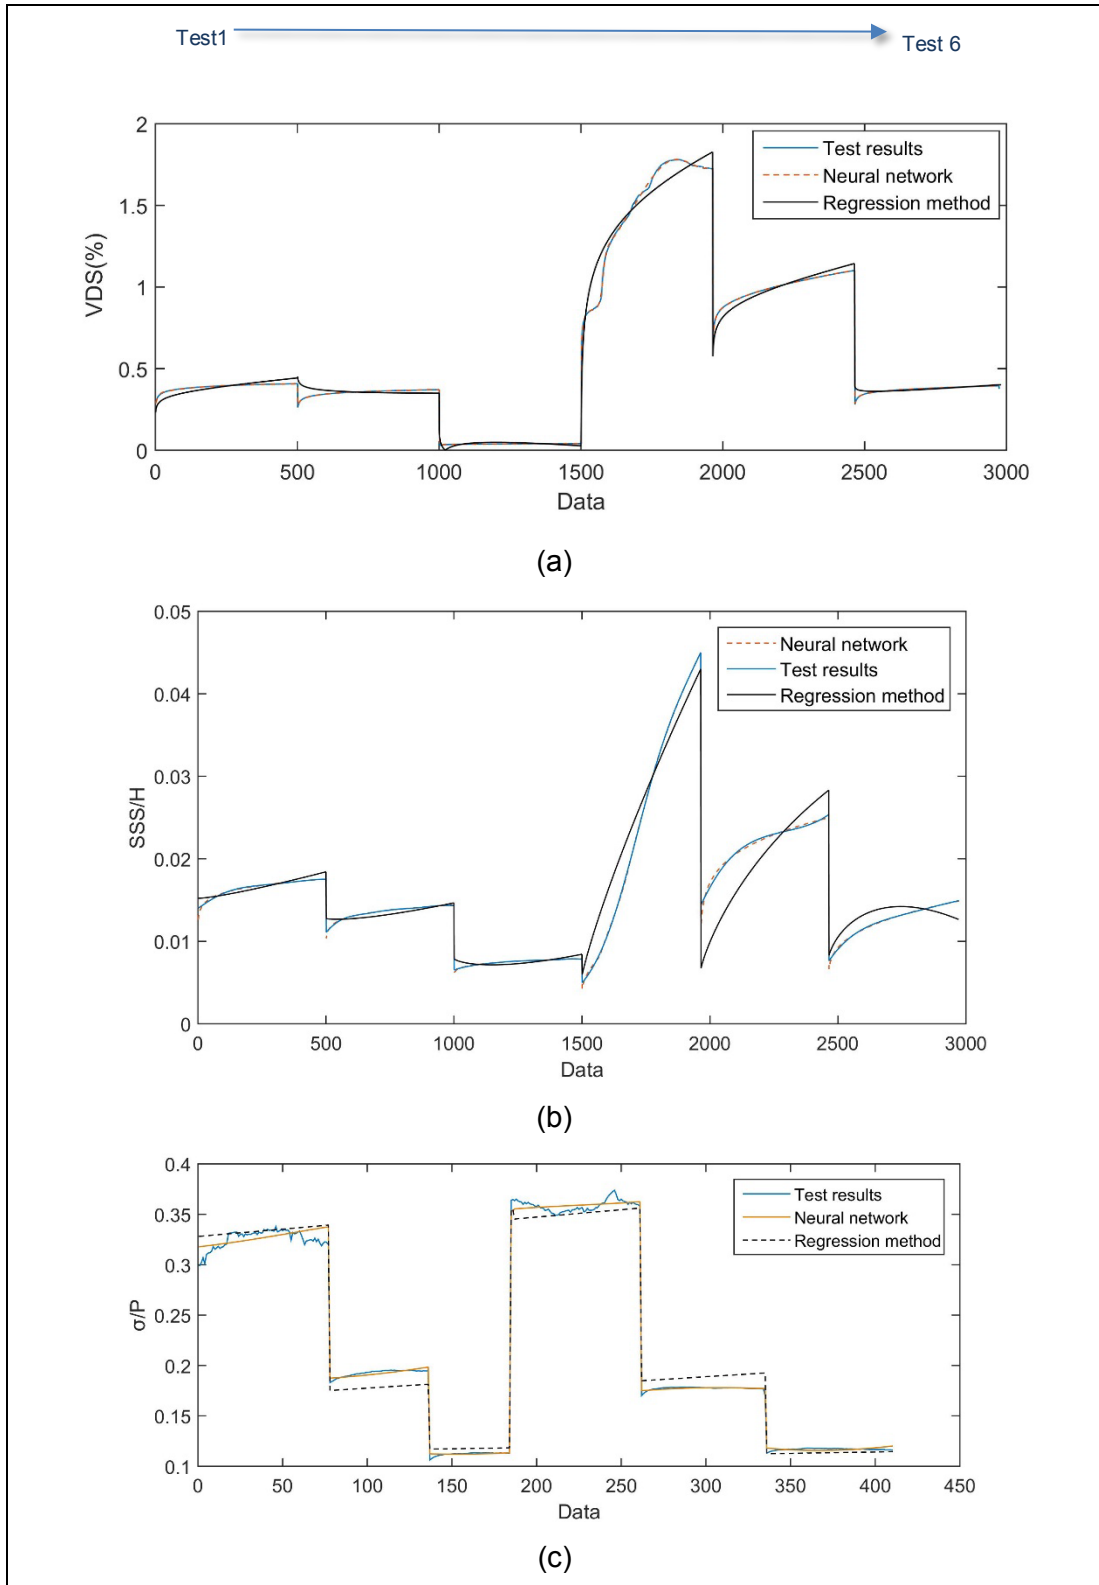 Test1
Test 6
2
1.5
1
0.5
0
VDS(%)
Test results
Neural network
Regression method
0 500 1000 1500 2000 2500 3000
Data
(a)
0.05
0.04
0.03
0.02
0.01
0
SSS/H
Neural network
Test results
Regression method
0 500 1000 1500 2000 2500 3000
Data
(b)
0.4
0.35
0.3
0.25
0.2
0.15
0.1
σ/P
Test results
Neural network
Regression method
0 50 100 150 200 250 300 350 400 450
Data
(c)